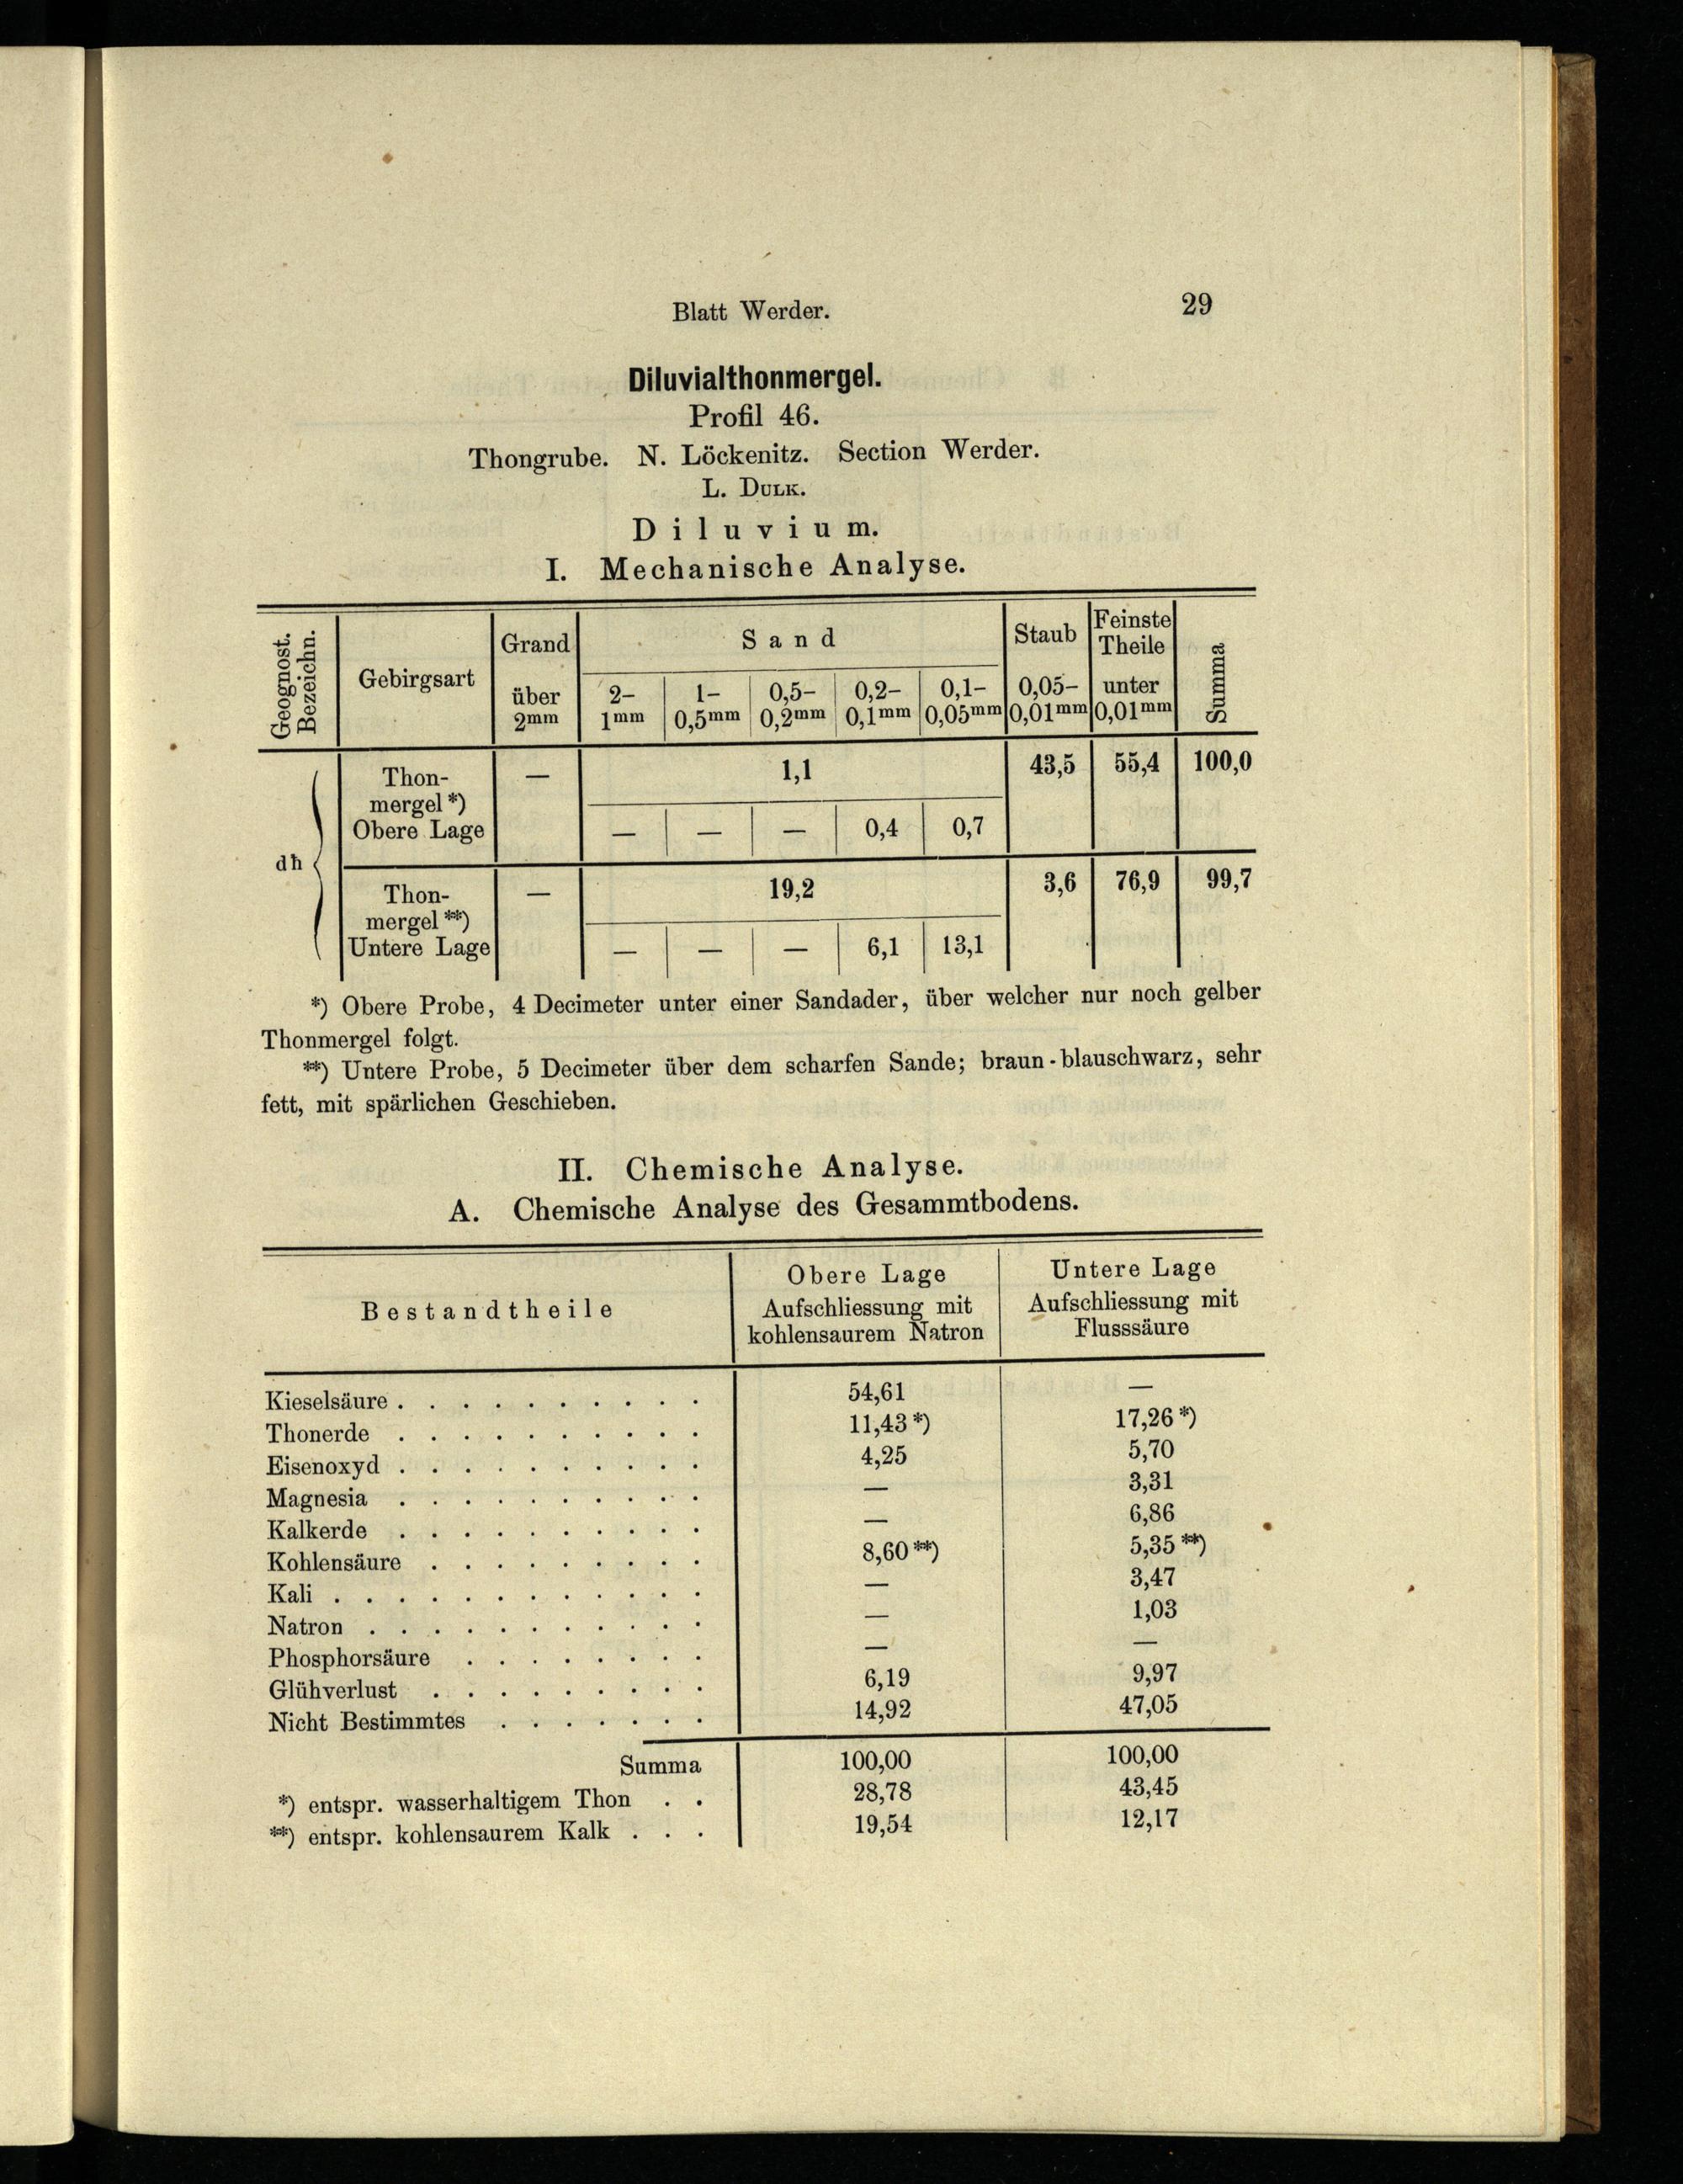 Blatt Werder. 29
Diluvialthonmergel.
Profil 46.
Thongrube. N. Löckenitz. Section Werder.
L. Dulk.
Diluvium.
I. Mechanische Analyse.
Geognost. Bezeichn. Gebirgsart Grand über 2mm Sand Staub Feinste Theile Summa
2–1mm 1–0,5mm 0,5–0,2mm 0,2–0,1mm 0,1–0,05mm 0,05–0,01mm unter 0,01mm
dh
Thon- — 1,1 43,5 55,4 100,0
mergel *)
Obere Lage — — — 0,4 0,7
Thon- — 19,2 3,6 76,9 99,7
mergel **)
Untere Lage — — — 6,1 13,1
*) Obere Probe, 4 Decimeter unter einer Sandader, über welcher nur noch gelber
Thonmergel folgt.
**) Untere Probe, 5 Decimeter über dem scharfen Sande; braun-blauschwarz, sehr
fett, mit spärlichen Geschieben.
II. Chemische Analyse.
A. Chemische Analyse des Gesammtbodens.
Bestandtheile
Obere Lage
Aufschliessung mit
kohlensaurem Natron
Untere Lage
Aufschliessung mit
Flusssäure
Kieselsäure . . . . . . . . . . 54,61 —
Thonerde . . . . . . . . . . 11,43 *) 17,26 *)
Eisenoxyd . . . . . . . . . . 4,25 5,70
Magnesia . . . . . . . . . . — 3,31
Kalkerde . . . . . . . . . . — 6,86
Kohlensäure . . . . . . . . . 8,60 **) 5,35 **)
Kali . . . . . . . . . . . . — 3,47
Natron . . . . . . . . . . . — 1,03
Phosphorsäure . . . . . . . . — —
Glühverlust . . . . . . . . . 6,19 9,97
Nicht Bestimmtes . . . . . . . 14,92 47,05
Summa 100,00 100,00
*) entspr. wasserhaltigem Thon . . 28,78 43,45
**) entspr. kohlensaurem Kalk . . . 19,54 12,17